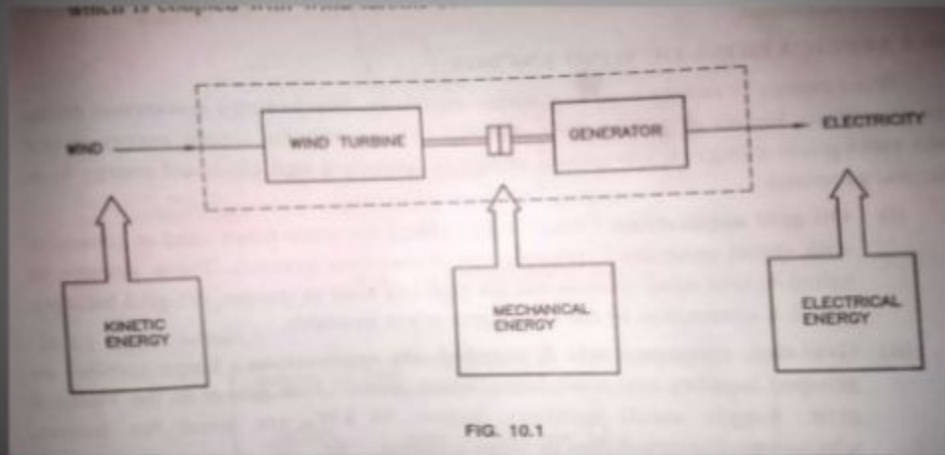 WIND
WIND TURBINE
GENERATOR
ELECTRICITY
KINETIC
ENERGY
MECHANICAL
ENERGY
ELECTRICAL
ENERGY
FIG. 10.1